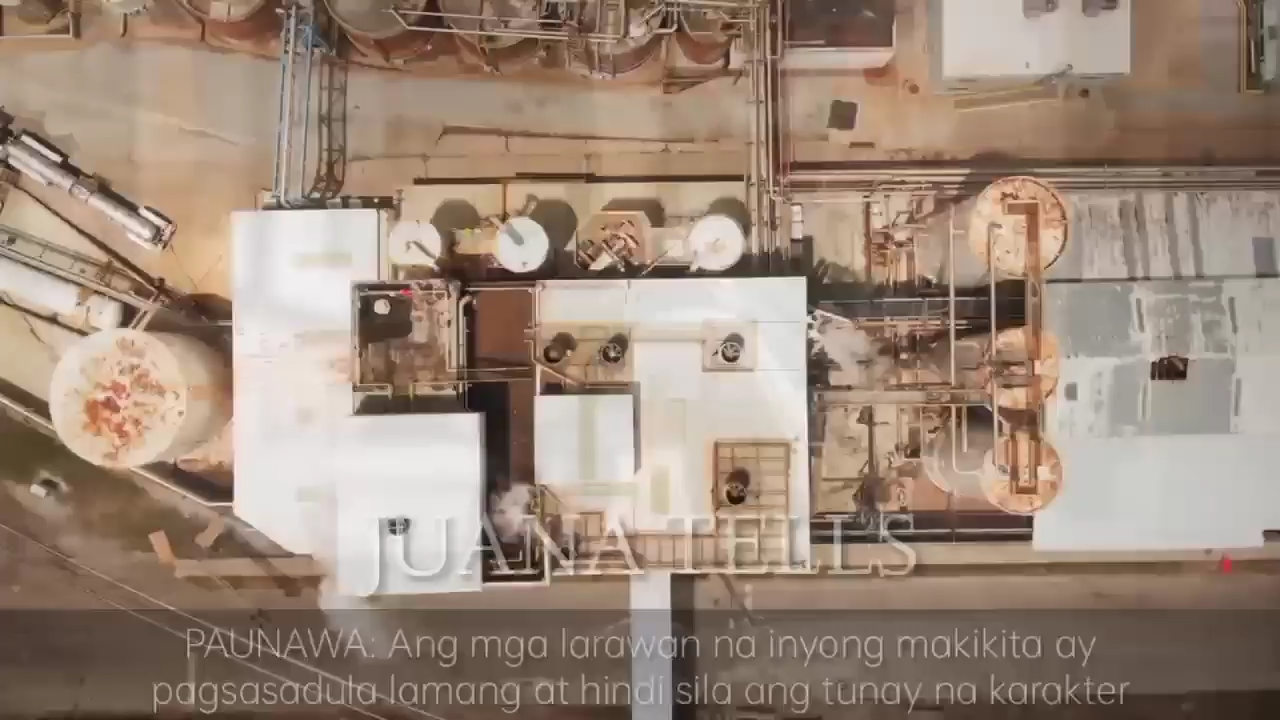 JUANA TELLS
PAUNAWA: Ang mga larawan na inyong makikita ay
pagsasadula lamang at hindi sila ang tunay na karakter